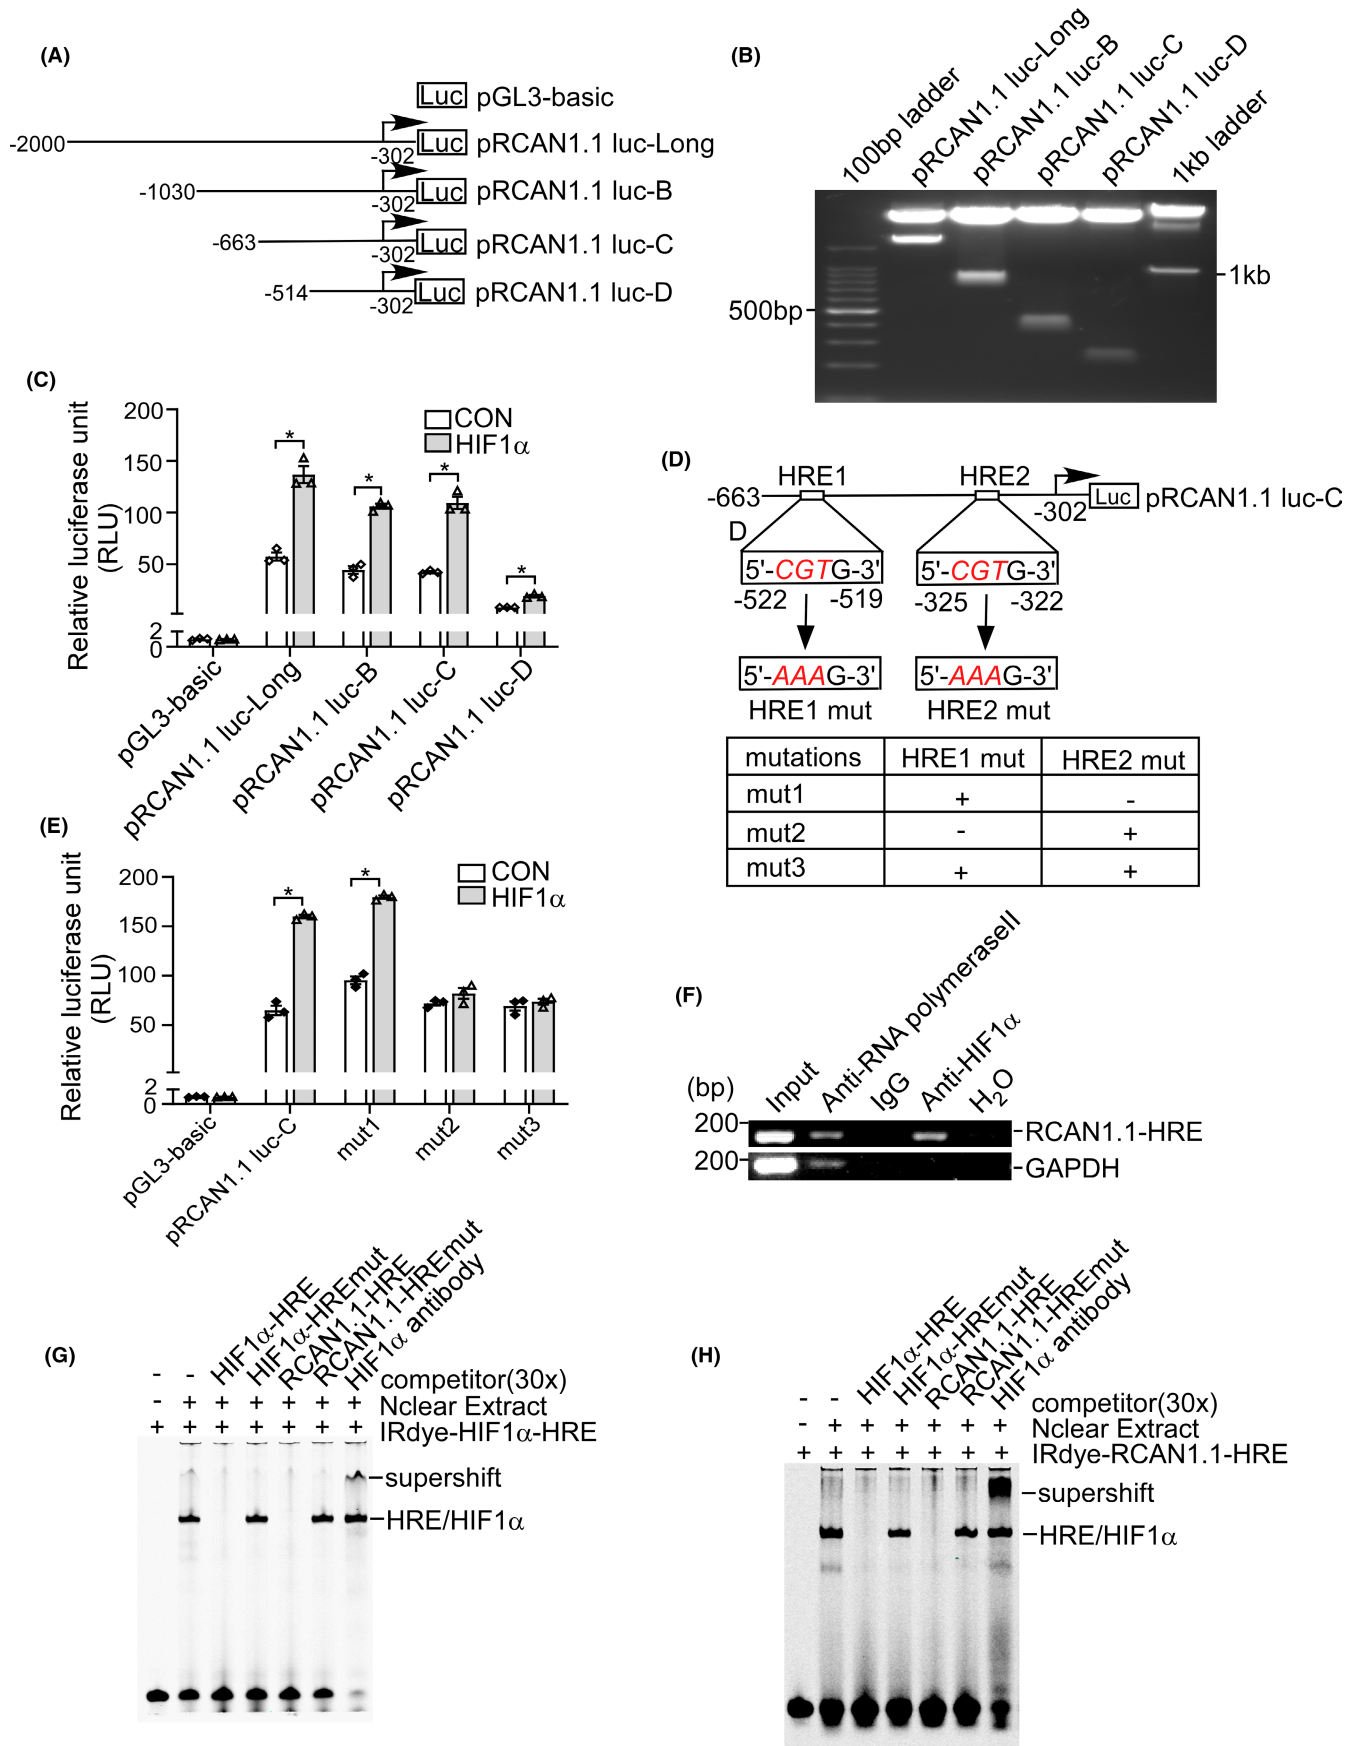 (A)
Luc pGL3-basic
-2000 -302 Luc pRCAN1.1 luc-Long
-1030 -302 Luc pRCAN1.1 luc-B
-663 -302 Luc pRCAN1.1 luc-C
-514 -302 Luc pRCAN1.1 luc-D
(B)
100bp ladder
pRCAN1.1 luc-Long
pRCAN1.1 luc-B
pRCAN1.1 luc-C
pRCAN1.1 luc-D
1kb ladder
500bp
1kb
(C)
Relative luciferase unit
(RLU)
200
150
100
50
2
0
CON
HIF1α
*
*
*
*
pGL3-basic
pRCAN1.1 luc-Long
pRCAN1.1 luc-B
pRCAN1.1 luc-C
pRCAN1.1 luc-D
(D)
HRE1 HRE2
-663 -302 Luc pRCAN1.1 luc-C
D
5'-CGTG-3' 5'-CGTG-3'
-522 -519 -325 -322
5'-AAAG-3' 5'-AAAG-3'
HRE1 mut HRE2 mut
mutations HRE1 mut HRE2 mut
mut1 + -
mut2 - +
mut3 + +
(E)
Relative luciferase unit
(RLU)
200
150
100
50
2
0
CON
HIF1α
*
*
pGL3-basic
pRCAN1.1 luc-C
mut1
mut2
mut3
(F)
Input
Anti-RNA polymeraseII
IgG
Anti-HIF1α
H2O
(bp)
200 -RCAN1.1-HRE
200 -GAPDH
(G)
HIF1α-HRE
HIF1α-HREmut
RCAN1.1-HRE
RCAN1.1-HREmut
HIF1α antibody
- - competitor(30x)
- + + + + + + Nclear Extract
+ + + + + + + IRdye-HIF1α-HRE
-supershift
-HRE/HIF1α
(H)
HIF1α-HRE
HIF1α-HREmut
RCAN1.1-HRE
RCAN1.1-HREmut
HIF1α antibody
- - competitor(30x)
- + + + + + + Nclear Extract
+ + + + + + + IRdye-RCAN1.1-HRE
-supershift
-HRE/HIF1α